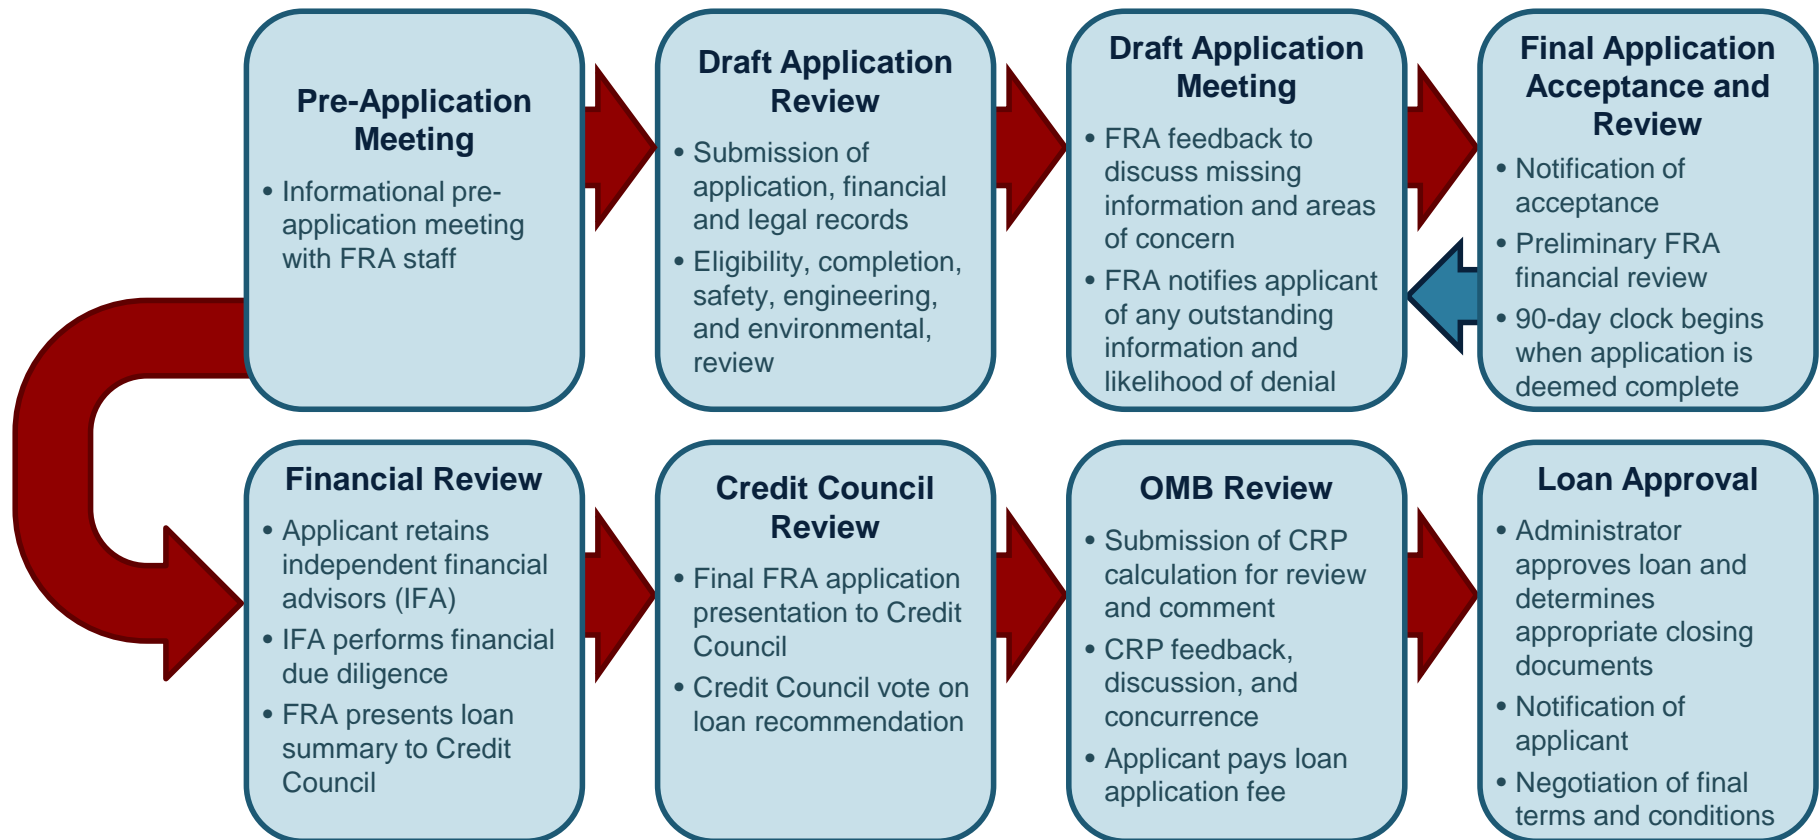 Pre-Application
Meeting
• Informational pre-
application meeting
with FRA staff
Draft Application
Review
• Submission of
application, financial
and legal records
• Eligibility, completion,
safety, engineering,
and environmental,
review
Draft Application
Meeting
• FRA feedback to
discuss missing
information and areas
of concern
• FRA notifies applicant
of any outstanding
information and
likelihood of denial
Final Application
Acceptance and
Review
• Notification of
acceptance
• Preliminary FRA
financial review
• 90-day clock begins
when application is
deemed complete
Financial Review
• Applicant retains
independent financial
advisors (IFA)
• IFA performs financial
due diligence
• FRA presents loan
summary to Credit
Council
Credit Council
Review
• Final FRA application
presentation to Credit
Council
• Credit Council vote on
loan recommendation
OMB Review
• Submission of CRP
calculation for review
and comment
• CRP feedback,
discussion, and
concurrence
• Applicant pays loan
application fee
Loan Approval
• Administrator
approves loan and
determines
appropriate closing
documents
• Notification of
applicant
• Negotiation of final
terms and conditions